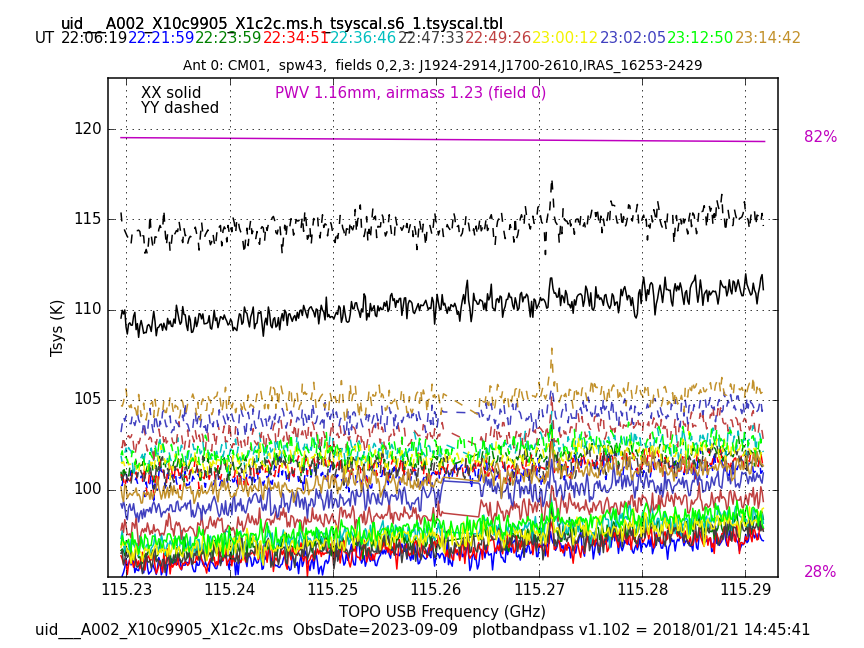 uid___A002_X10c9905_X1c2c.ms.h_tsyscal.s6_1.tsyscal.tbl
UT 22:06:19 22:21:59 22:23:59 22:34:51 22:36:46 22:47:33 22:49:26 23:00:12 23:02:05 23:12:50 23:14:42
Ant 0: CM01,  spw43,  fields 0,2,3: J1924-2914,J1700-2610,IRAS_16253-2429
XX solid PWV 1.16mm, airmass 1.23 (field 0)
YY dashed
120
82%
115
110
Tsys (K)
105
100
28%
115.23 115.24 115.25 115.26 115.27 115.28 115.29
TOPO USB Frequency (GHz)
uid___A002_X10c9905_X1c2c.ms  ObsDate=2023-09-09   plotbandpass v1.102 = 2018/01/21 14:45:41